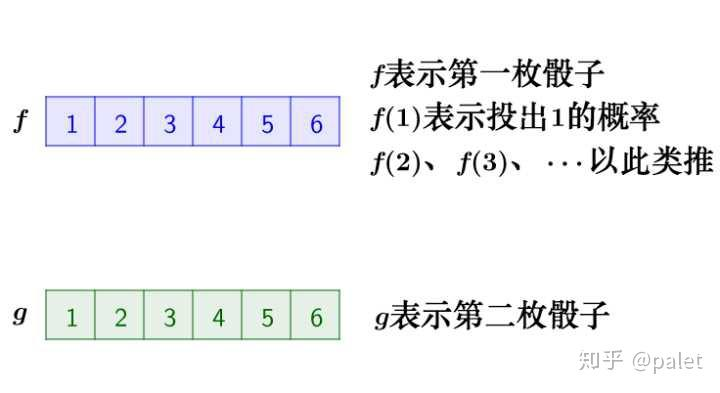 f表示第一枚骰子
f 1 2 3 4 5 6 f(1)表示投出1的概率
f(2)、f(3)、⋯以此类推
g 1 2 3 4 5 6 g表示第二枚骰子
知乎 @palet